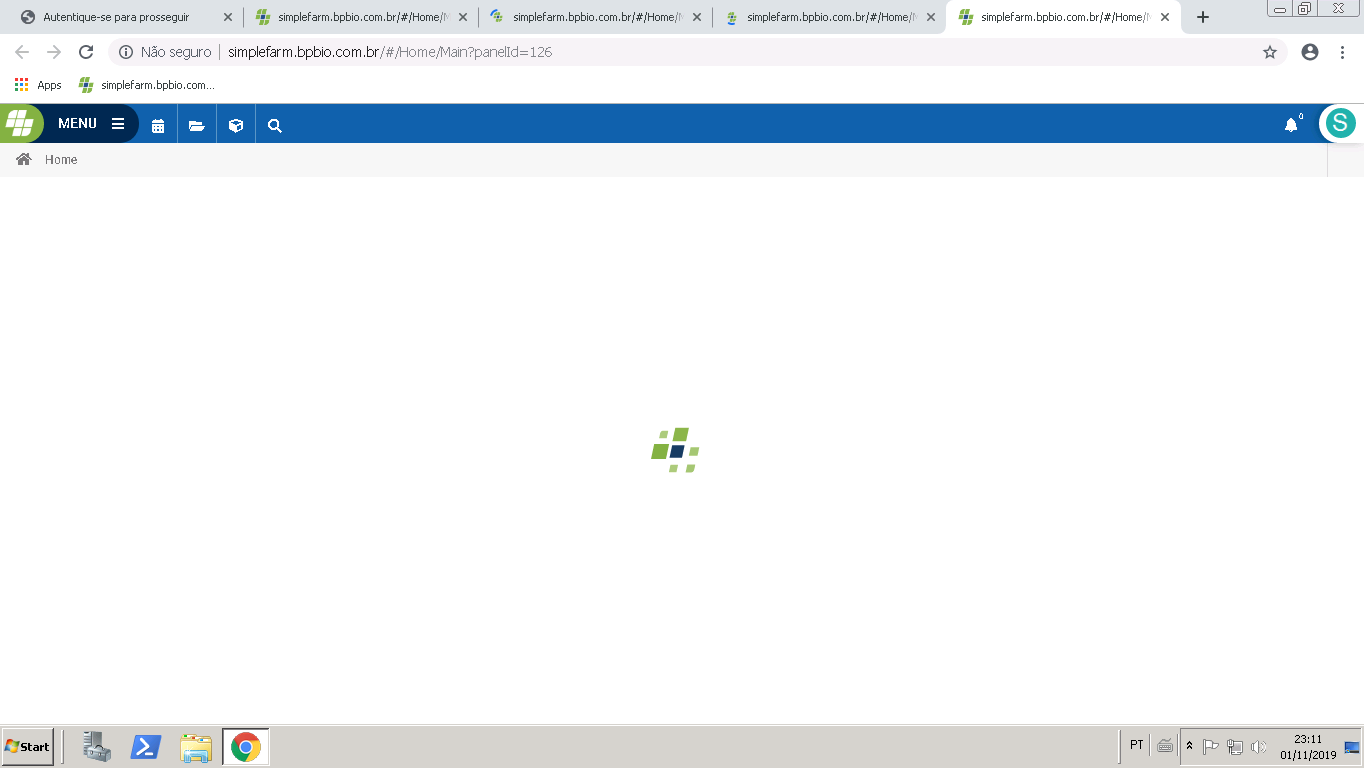 Autentique-se para prosseguir
simplefarm.bpbio.com.br/#/Home/M
simplefarm.bpbio.com.br/#/Home/M
simplefarm.bpbio.com.br/#/Home/M
simplefarm.bpbio.com.br/#/Home/M
Não seguro
simplefarm.bpbio.com.br/#/Home/Main?panelId=126
Apps
simplefarm.bpbio.com...
MENU
0
S
Home
Start
PT
23:11
01/11/2019